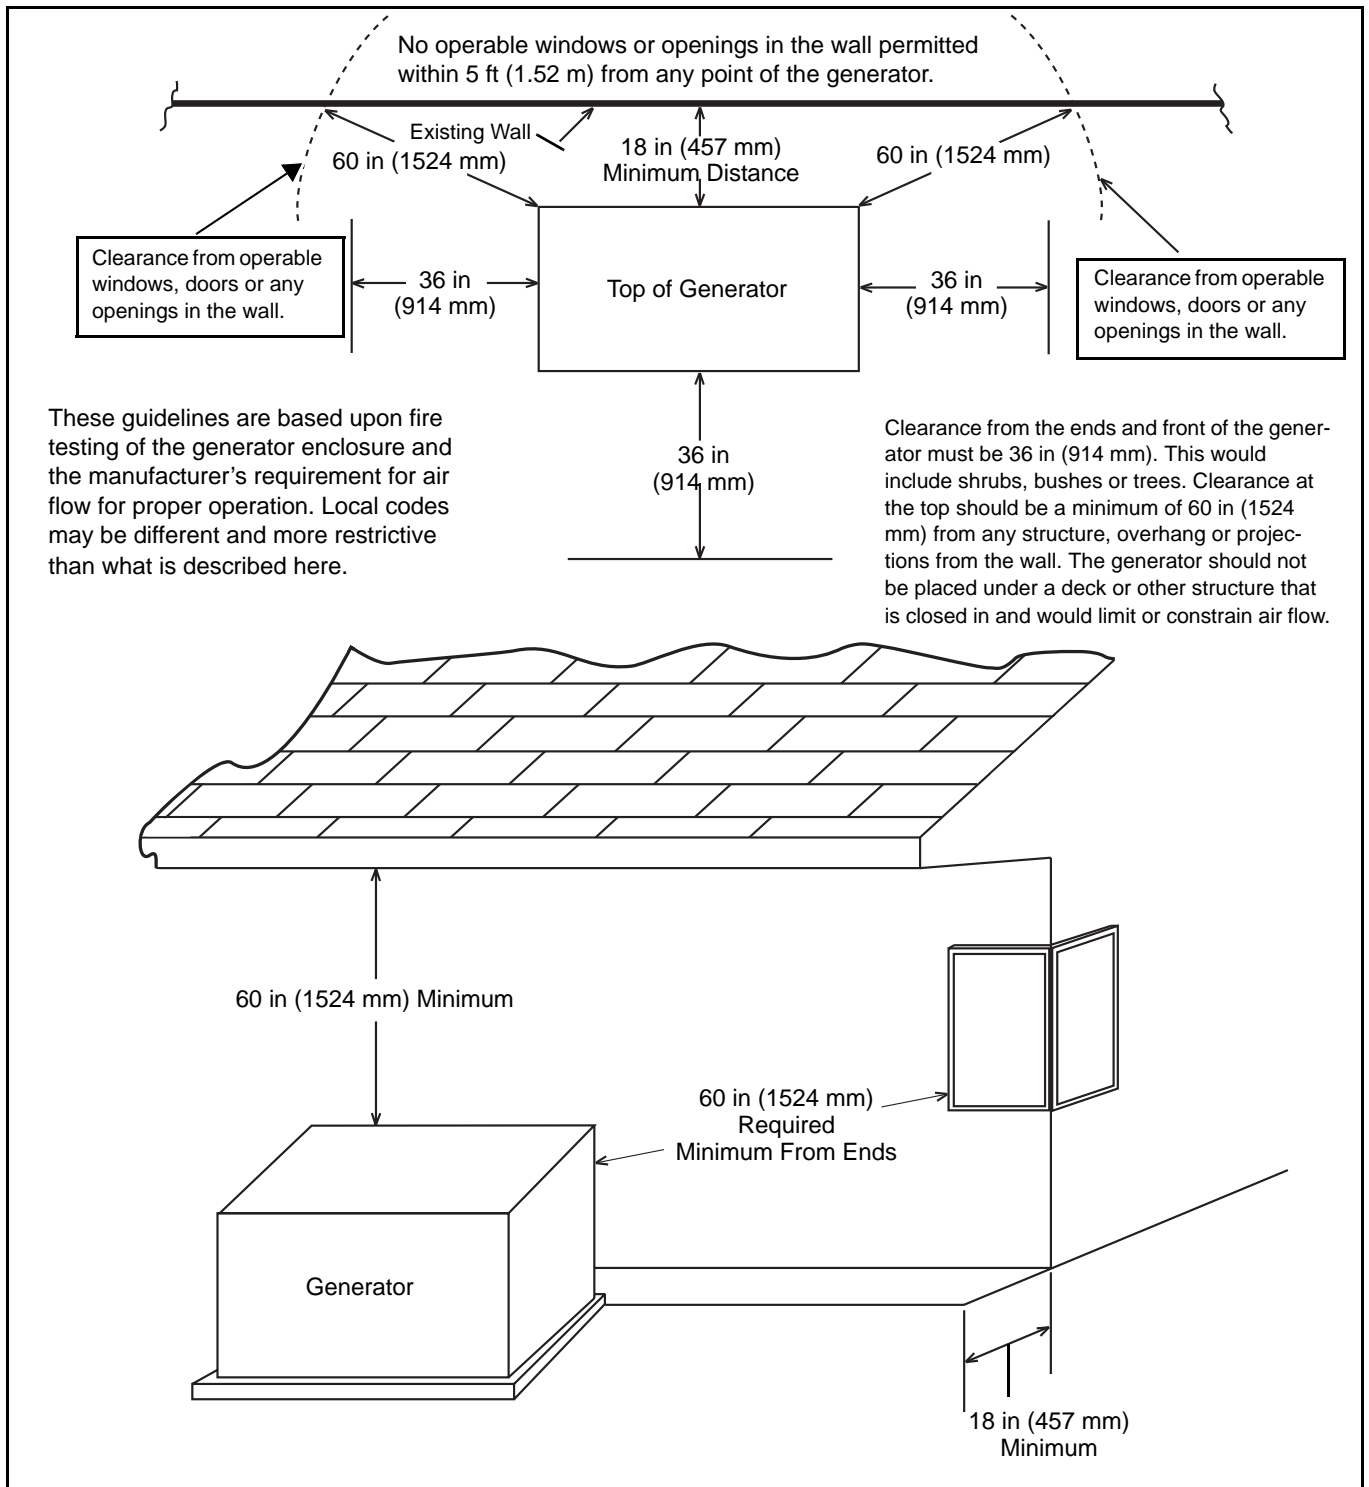 No operable windows or openings in the wall permitted
within 5 ft (1.52 m) from any point of the generator.
Existing Wall
60 in (1524 mm)
18 in (457 mm)
Minimum Distance
60 in (1524 mm)
Clearance from operable
windows, doors or any
openings in the wall.
36 in
(914 mm)
Top of Generator
36 in
(914 mm)
Clearance from operable
windows, doors or any
openings in the wall.
These guidelines are based upon fire
testing of the generator enclosure and
the manufacturer's requirement for air
flow for proper operation. Local codes
may be different and more restrictive
than what is described here.
36 in
(914 mm)
Clearance from the ends and front of the gener-
ator must be 36 in (914 mm). This would
include shrubs, bushes or trees. Clearance at
the top should be a minimum of 60 in (1524
mm) from any structure, overhang or projec-
tions from the wall. The generator should not
be placed under a deck or other structure that
is closed in and would limit or constrain air flow.
60 in (1524 mm) Minimum
60 in (1524 mm)
Required
Minimum From Ends
Generator
18 in (457 mm)
Minimum